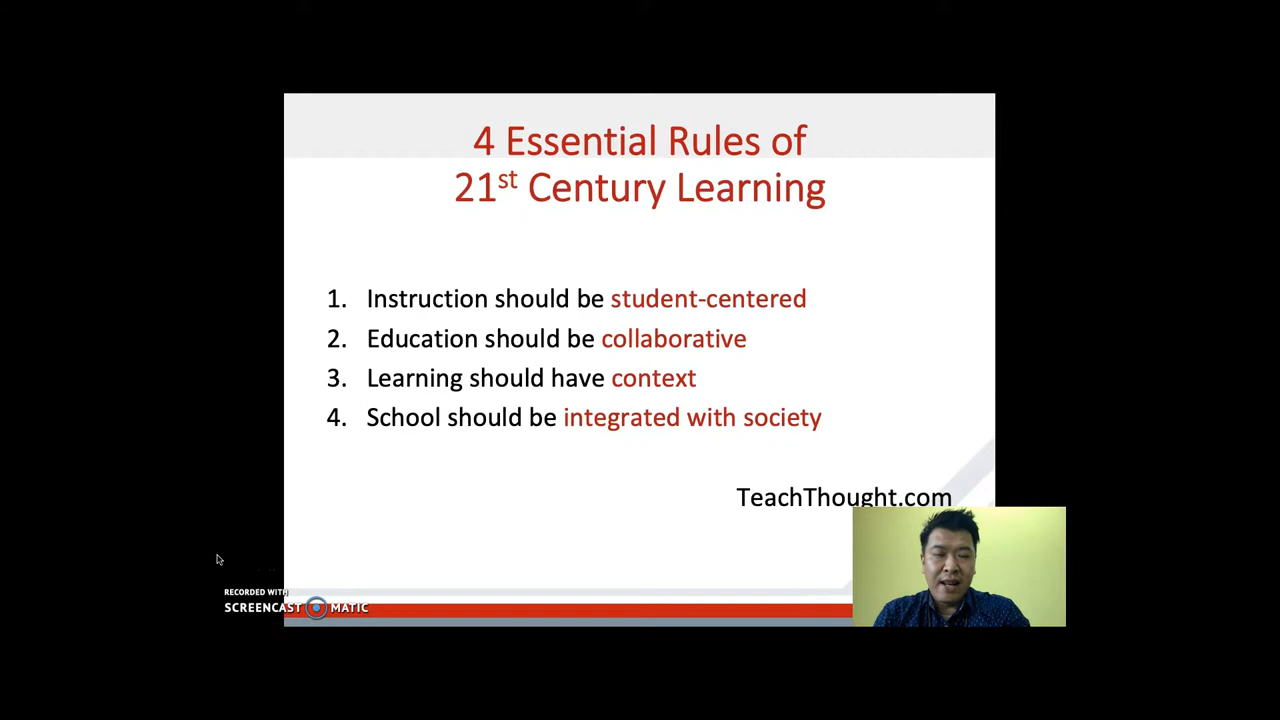 4 Essential Rules of
21st Century Learning
1. Instruction should be student-centered
2. Education should be collaborative
3. Learning should have context
4. School should be integrated with society
TeachThought.com
RECORDED WITH
SCREENCAST MATIC